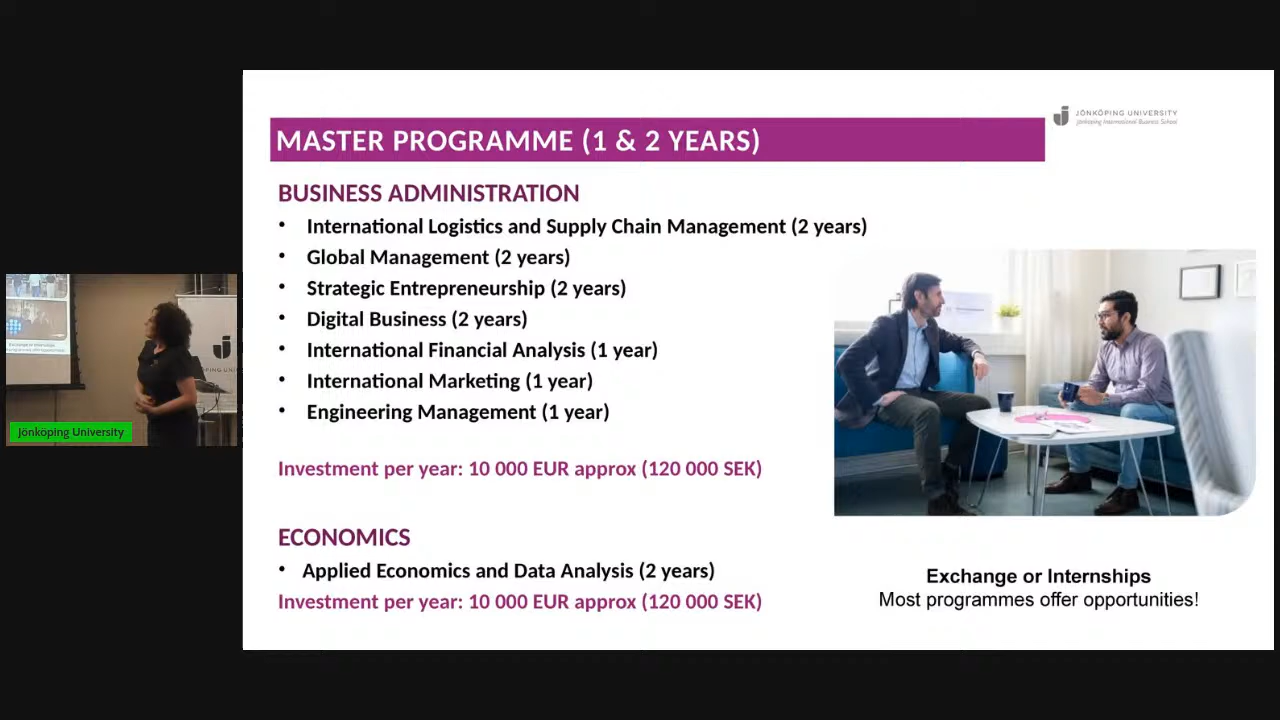 JÖNKÖPING UNIVERSITY
Jönköping International Business School
MASTER PROGRAMME (1 & 2 YEARS)
BUSINESS ADMINISTRATION
• International Logistics and Supply Chain Management (2 years)
• Global Management (2 years)
• Strategic Entrepreneurship (2 years)
• Digital Business (2 years)
• International Financial Analysis (1 year)
• International Marketing (1 year)
• Engineering Management (1 year)
Investment per year: 10 000 EUR approx (120 000 SEK)
ECONOMICS
• Applied Economics and Data Analysis (2 years)
Investment per year: 10 000 EUR approx (120 000 SEK)
Exchange or Internships
Most programmes offer opportunities!
Jönköping University